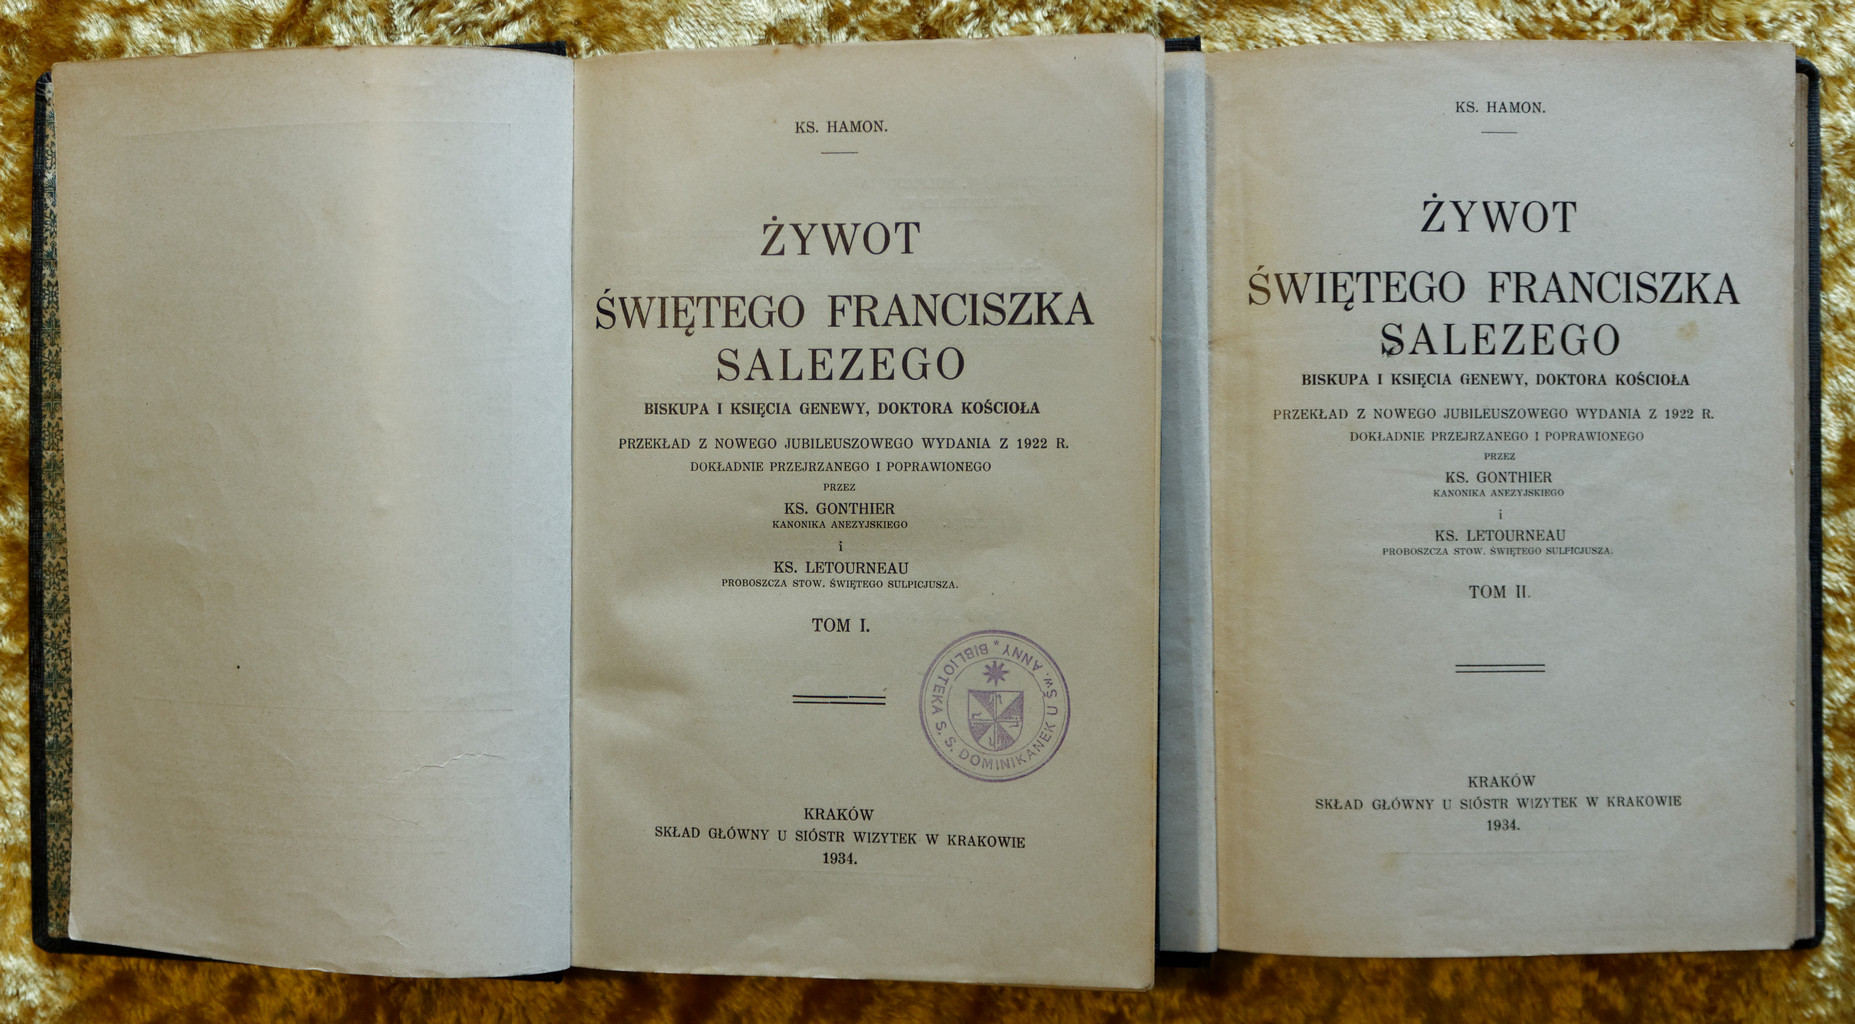 KS. HAMON.
ŻYWOT
ŚWIĘTEGO FRANCISZKA
SALEZEGO
BISKUPA I KSIĘCIA GENEWY, DOKTORA KOŚCIOŁA
PRZEKŁAD Z NOWEGO JUBILEUSZOWEGO WYDANIA Z 1922 R.
DOKŁADNIE PRZEJRZANEGO I POPRAWIONEGO
PRZEZ
KS. GONTHIER
KANONIKA ANEZYJSKIEGO
i
KS. LETOURNEAU
PROBOSZCZA STOW. ŚWIĘTEGO SULPICJUSZA.
TOM I.
BIBLIOTEKA S. S. DOMINIKANEK U ŚW. ANNY *
KRAKÓW
SKŁAD GŁÓWNY U SIÓSTR WIZYTEK W KRAKOWIE
1934.
KS. HAMON.
ŻYWOT
ŚWIĘTEGO FRANCISZKA
SALEZEGO
BISKUPA I KSIĘCIA GENEWY, DOKTORA KOŚCIOŁA
PRZEKŁAD Z NOWEGO JUBILEUSZOWEGO WYDANIA Z 1922 R.
DOKŁADNIE PRZEJRZANEGO I POPRAWIONEGO
PRZEZ
KS. GONTHIER
KANONIKA ANEZYJSKIEGO
i
KS. LETOURNEAU
PROBOSZCZA STOW. ŚWIĘTEGO SULPICJUSZA.
TOM II.
KRAKÓW
SKŁAD GŁÓWNY U SIÓSTR WIZYTEK W KRAKOWIE
1934.